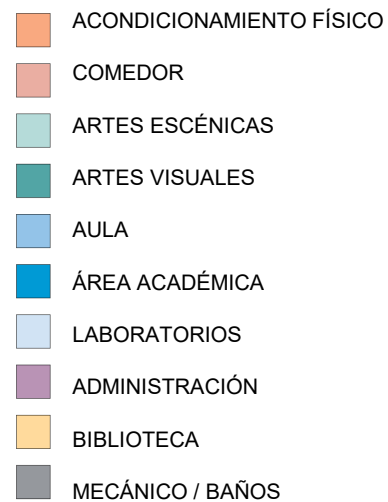 ACONDICIONAMIENTO FÍSICO
COMEDOR
ARTES ESCÉNICAS
ARTES VISUALES
AULA
ÁREA ACADÉMICA
LABORATORIOS
ADMINISTRACIÓN
BIBLIOTECA
MECÁNICO / BAÑOS